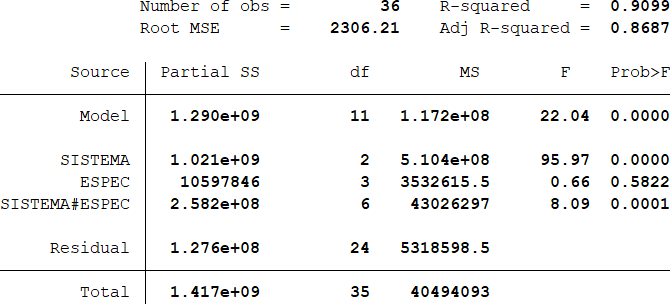 Number of obs = 36 R-squared = 0.9099
Root MSE = 2306.21 Adj R-squared = 0.8687
Source Partial SS df MS F Prob>F
Model 1.290e+09 11 1.172e+08 22.04 0.0000
SISTEMA 1.021e+09 2 5.104e+08 95.97 0.0000
ESPEC 10597846 3 3532615.5 0.66 0.5822
SISTEMA#ESPEC 2.582e+08 6 43026297 8.09 0.0001
Residual 1.276e+08 24 5318598.5
Total 1.417e+09 35 40494093